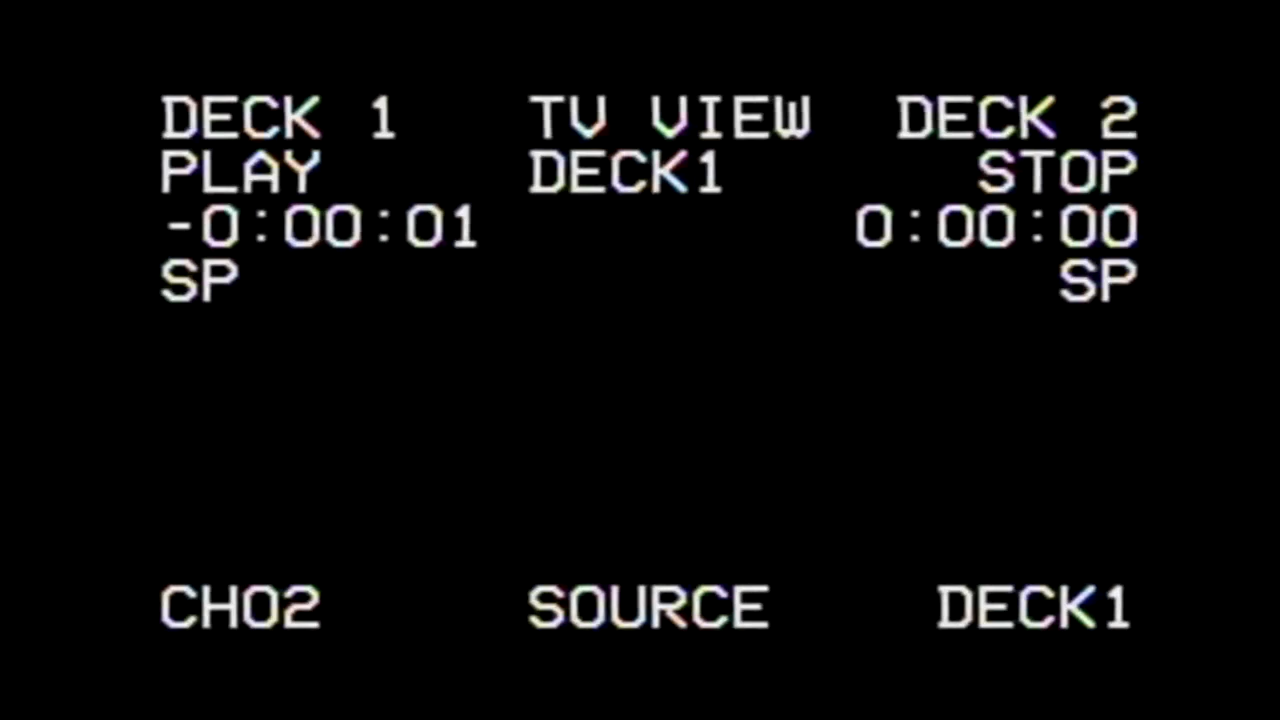 DECK 1 TV VIEW DECK 2
PLAY DECK1 STOP
-0:00:01 0:00:00
SP SP
CH02 SOURCE DECK1